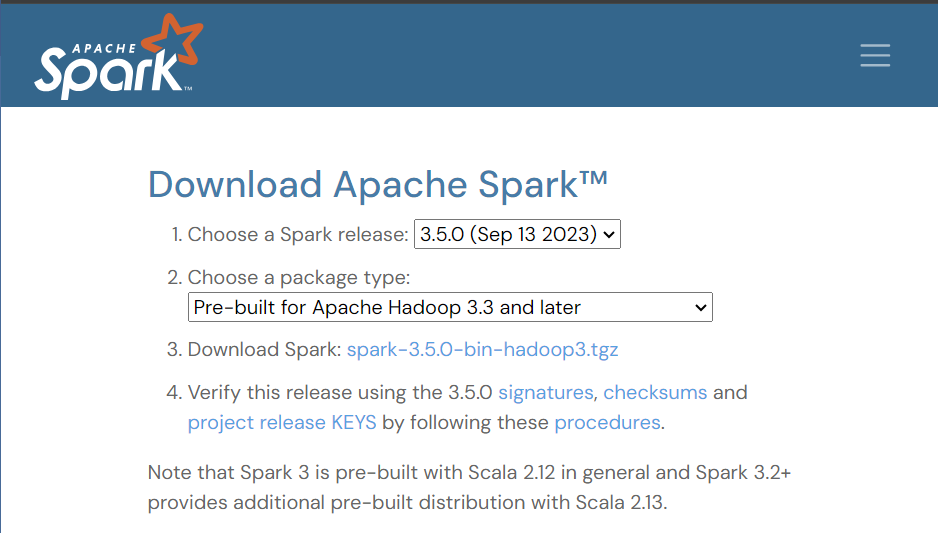 APACHE
Spark™
Download Apache Spark™
1. Choose a Spark release: 3.5.0 (Sep 13 2023)
2. Choose a package type:
Pre-built for Apache Hadoop 3.3 and later
3. Download Spark: spark-3.5.0-bin-hadoop3.tgz
4. Verify this release using the 3.5.0 signatures, checksums and
project release KEYS by following these procedures.
Note that Spark 3 is pre-built with Scala 2.12 in general and Spark 3.2+
provides additional pre-built distribution with Scala 2.13.